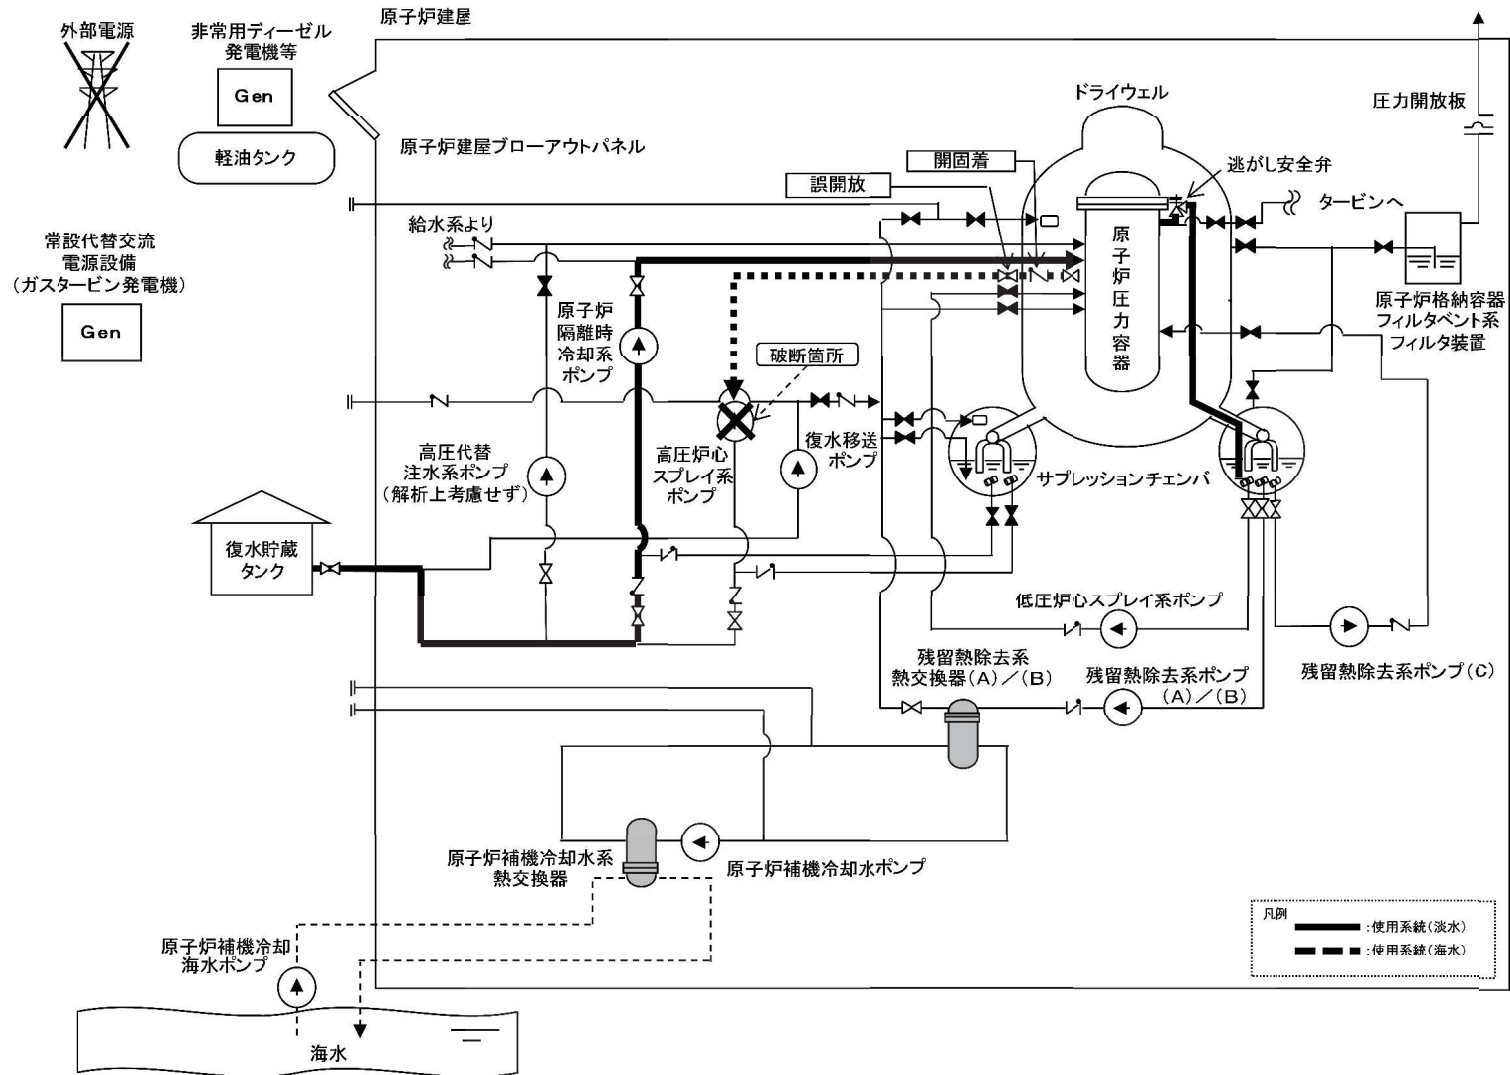 原子炉建屋
外部電源
非常用ディーゼル
発電機等
Gen
軽油タンク
原子炉建屋ブローアウトパネル
ドライウェル
圧力開放板
開固着
誤開放
逃がし安全弁
タービンへ
給水系より
常設代替交流
電源設備
(ガスタービン発電機)
Gen
原子炉圧力容器
原子炉格納容器
フィルタベント系
フィルタ装置
原子炉
隔離時
冷却系
ポンプ
破断箇所
高圧代替
注水系ポンプ
(解析上考慮せず)
高圧炉心
スプレイ系
ポンプ
復水移送
ポンプ
サプレッションチェンバ
復水貯蔵
タンク
低圧炉心スプレイ系ポンプ
残留熱除去系
熱交換器(A)/(B)
残留熱除去系ポンプ
(A)/(B)
残留熱除去系ポンプ(C)
原子炉補機冷却水系
熱交換器
原子炉補機冷却水ポンプ
原子炉補機冷却
海水ポンプ
海水
凡例
:使用系統(淡水)
:使用系統(海水)